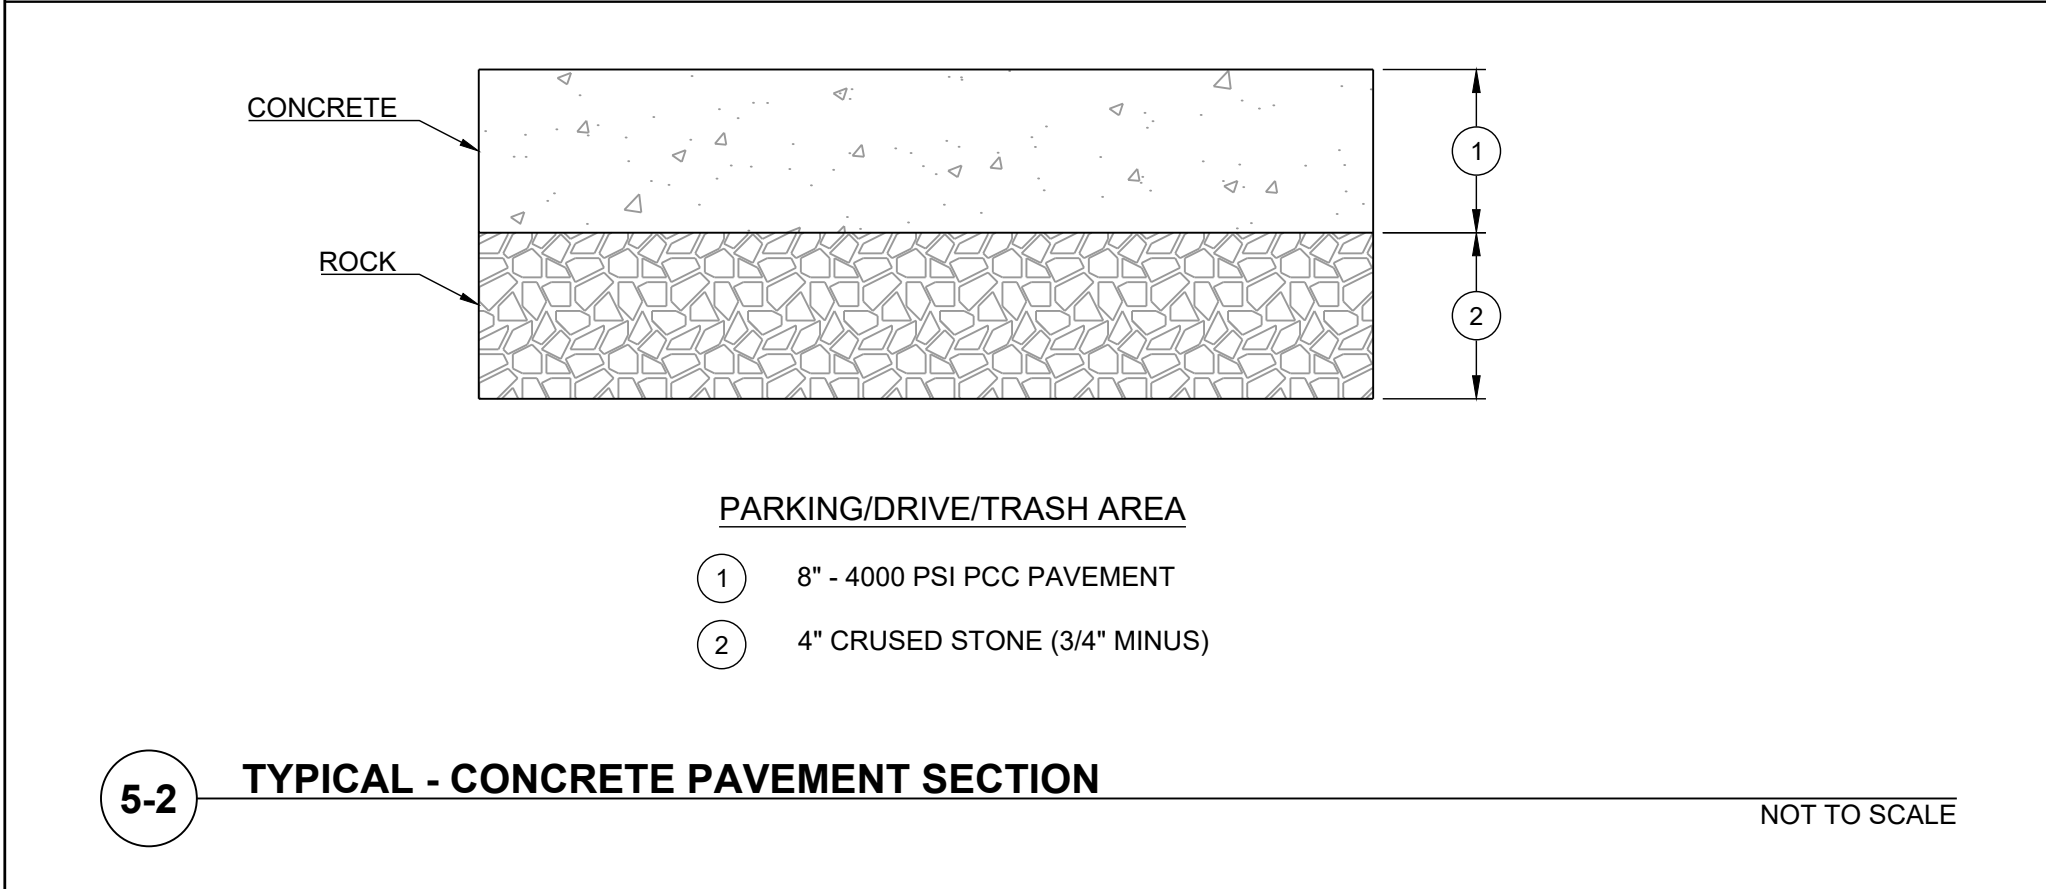 CONCRETE
1
ROCK
2
PARKING/DRIVE/TRASH AREA
1 8" - 4000 PSI PCC PAVEMENT
2 4" CRUSED STONE (3/4" MINUS)
5-2 TYPICAL - CONCRETE PAVEMENT SECTION
NOT TO SCALE